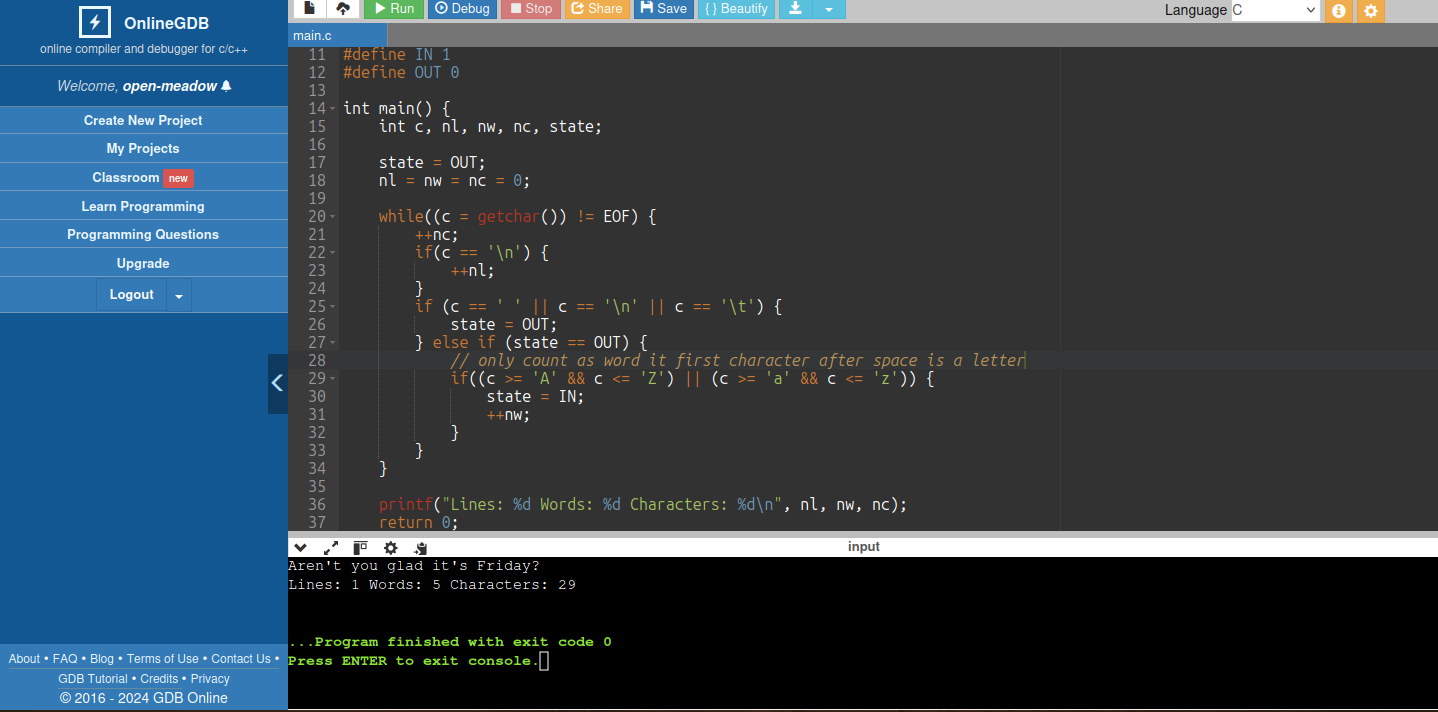 OnlineGDB
online compiler and debugger for c/c++
Welcome, open-meadow
Create New Project
My Projects
Classroom new
Learn Programming
Programming Questions
Upgrade
Logout
About • FAQ • Blog • Terms of Use • Contact Us •
GDB Tutorial • Credits • Privacy
© 2016 - 2024 GDB Online
Run Debug Stop Share Save { } Beautify Language C
main.c
11 #define IN 1
12 #define OUT 0
13
14 int main() {
15     int c, nl, nw, nc, state;
16
17     state = OUT;
18     nl = nw = nc = 0;
19
20     while((c = getchar()) != EOF) {
21         ++nc;
22         if(c == '\n') {
23             ++nl;
24         }
25         if (c == ' ' || c == '\n' || c == '\t') {
26             state = OUT;
27         } else if (state == OUT) {
28             // only count as word it first character after space is a letter
29             if((c >= 'A' && c <= 'Z') || (c >= 'a' && c <= 'z')) {
30                 state = IN;
31                 ++nw;
32             }
33         }
34     }
35
36     printf("Lines: %d Words: %d Characters: %d\n", nl, nw, nc);
37     return 0;
input
Aren't you glad it's Friday?
Lines: 1 Words: 5 Characters: 29
...Program finished with exit code 0
Press ENTER to exit console.